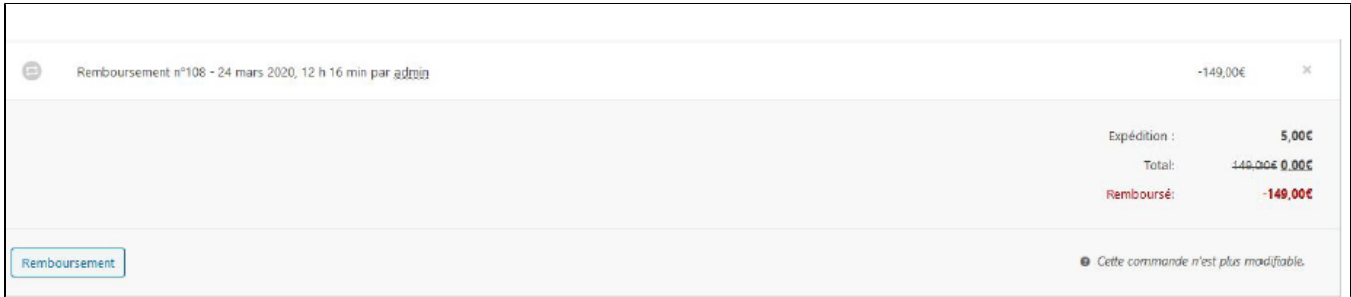 Remboursement n°108 - 24 mars 2020, 12 h 16 min par admin -149,00€ ×
Expédition : 5,00€
Total: 149,00€ 0,00€
Remboursé: -149,00€
Remboursement Cette commande n'est plus modifiable.